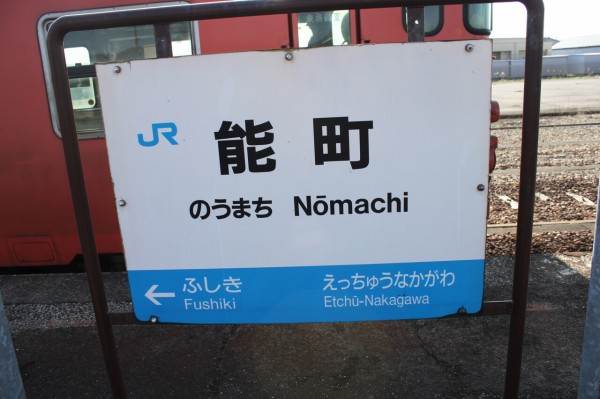 JR 能町
のうまち Nōmachi
← ふしき えっちゅうなかがわ
Fushiki Etchū-Nakagawa